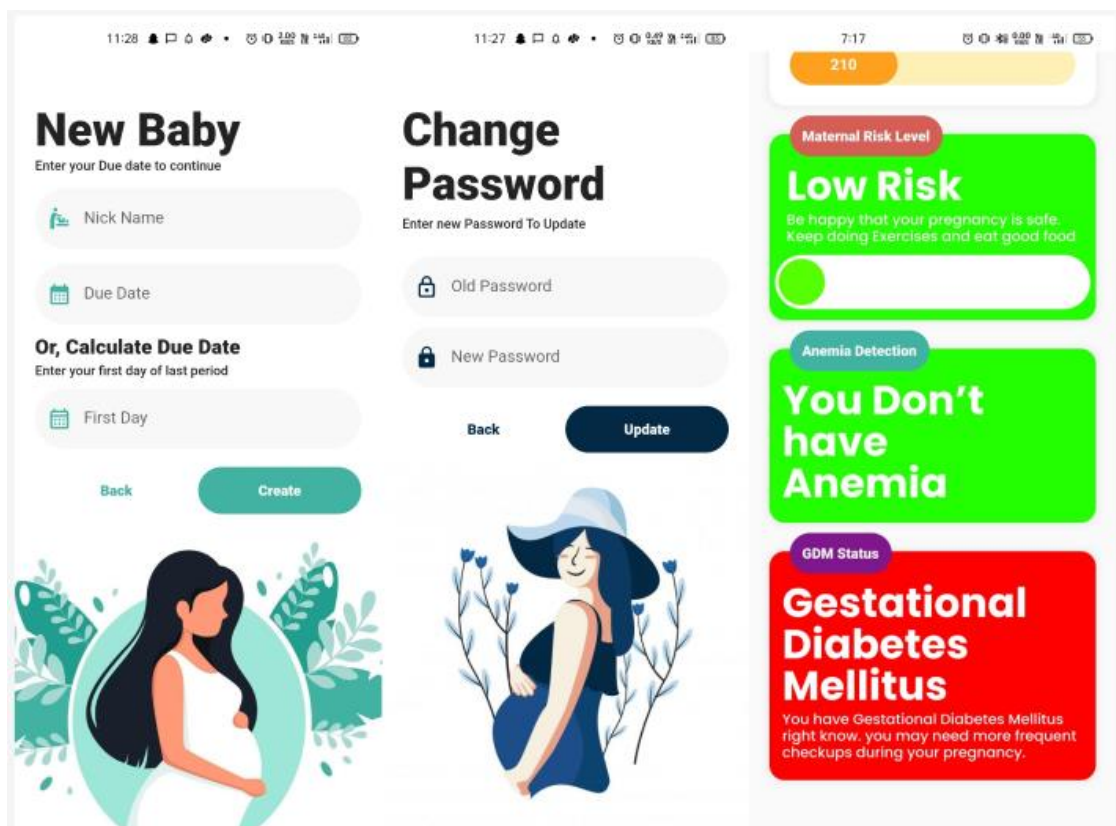 11:28
New Baby
Enter your Due date to continue
Nick Name
Due Date
Or, Calculate Due Date
Enter your first day of last period
First Day
Back
Create
11:27
Change
Password
Enter new Password To Update
Old Password
New Password
Back
Update
7:17
210
Maternal Risk Level
Low Risk
Be happy that your pregnancy is safe.
Keep doing Exercises and eat good food
Anemia Detection
You Don’t
have
Anemia
GDM Status
Gestational
Diabetes
Mellitus
You have Gestational Diabetes Mellitus
right know. you may need more frequent
checkups during your pregnancy.